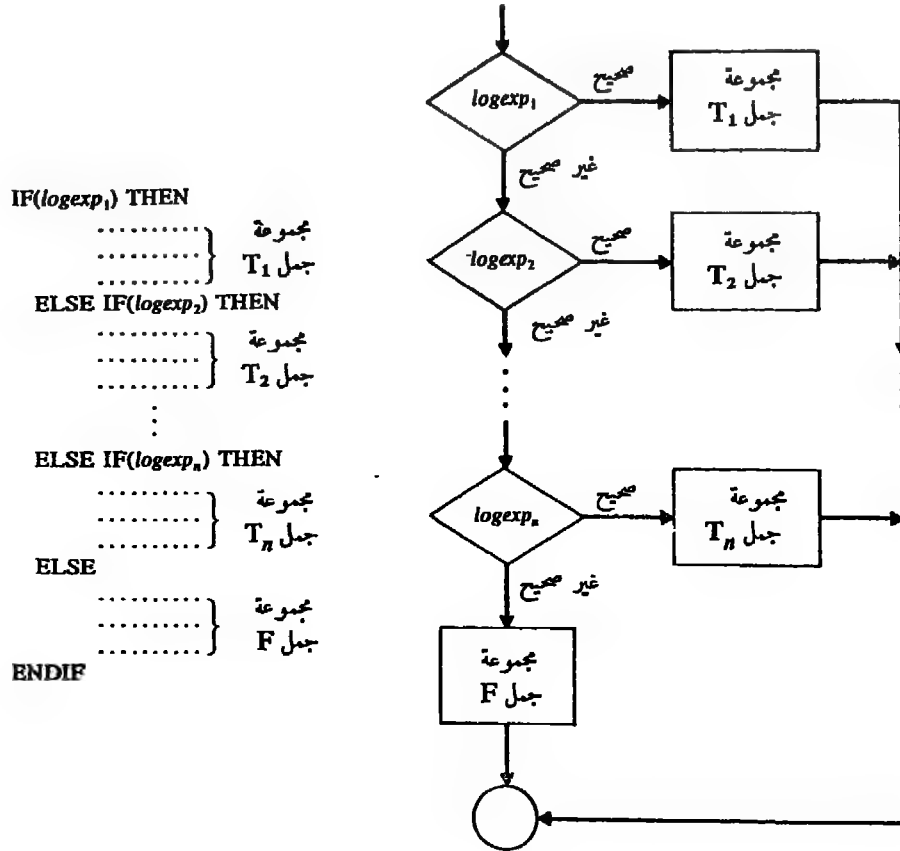 IF(logexp₁) THEN
......... } مجموعة
......... جمل T₁
.........
ELSE IF(logexp₂) THEN
......... } مجموعة
......... جمل T₂
.........
⋮
ELSE IF(logexpₙ) THEN
......... } مجموعة
......... جمل Tₙ
.........
ELSE
......... } مجموعة
......... جمل F
.........
ENDIF
logexp₁
صحيح
مجموعة
جمل T₁
غير صحيح
logexp₂
صحيح
مجموعة
جمل T₂
غير صحيح
⋮
logexpₙ
صحيح
مجموعة
جمل Tₙ
غير صحيح
مجموعة
جمل F